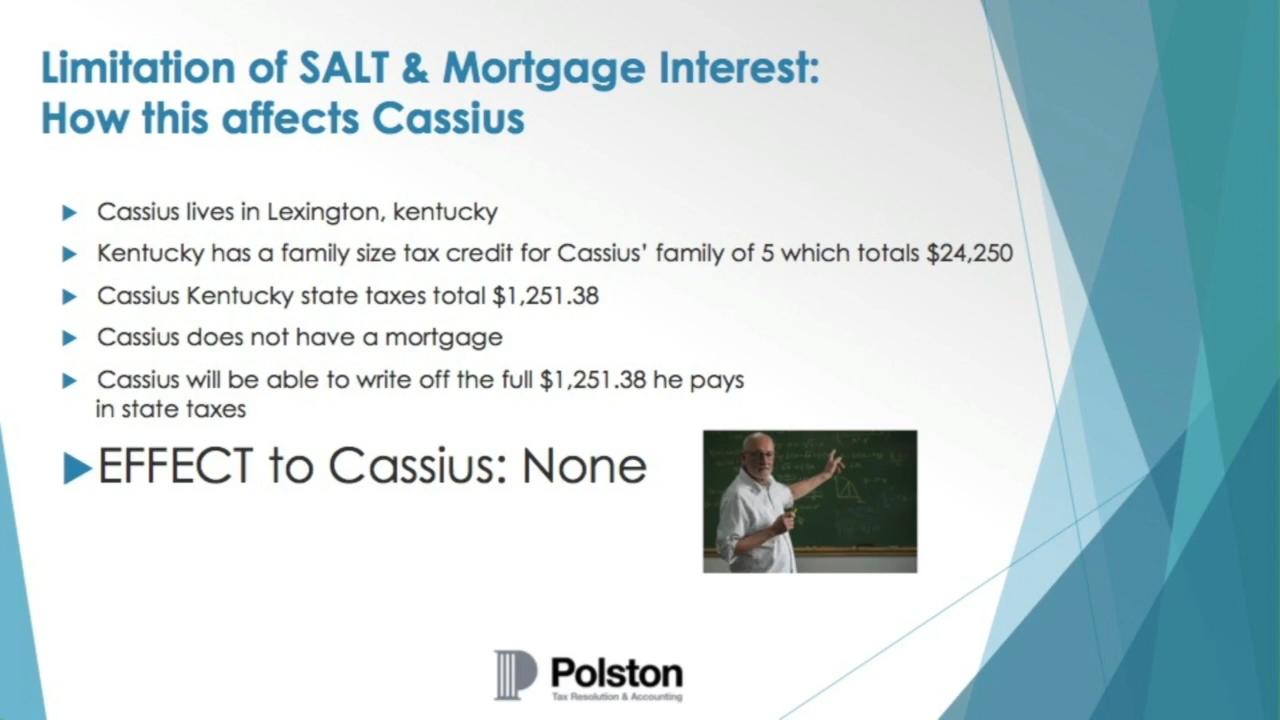 Limitation of SALT & Mortgage Interest:
How this affects Cassius
Cassius lives in Lexington, kentucky
Kentucky has a family size tax credit for Cassius’ family of 5 which totals $24,250
Cassius Kentucky state taxes total $1,251.38
Cassius does not have a mortgage
Cassius will be able to write off the full $1,251.38 he pays
in state taxes
EFFECT to Cassius: None
Polston
Tax Resolution & Accounting